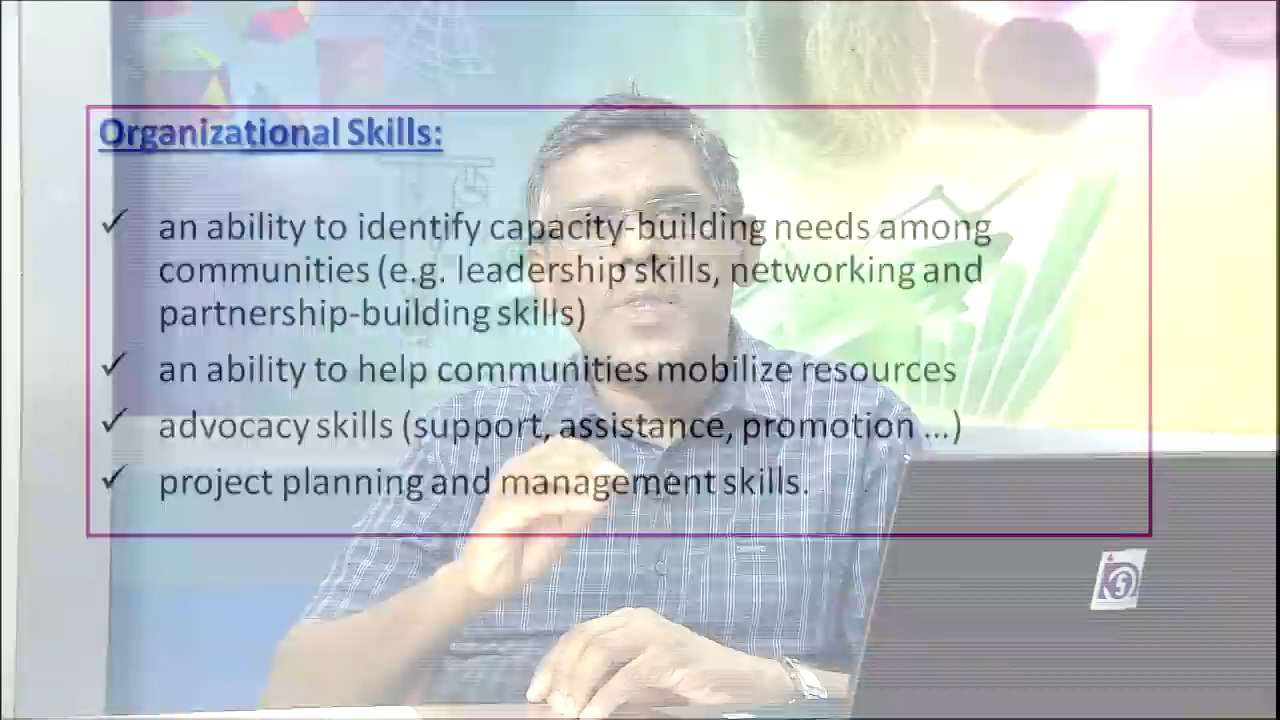 Organizational Skills:
✓ an ability to identify capacity-building needs among
communities (e.g. leadership skills, networking and
partnership-building skills)
✓ an ability to help communities mobilize resources
✓ advocacy skills (support, assistance, promotion ...)
✓ project planning and management skills.